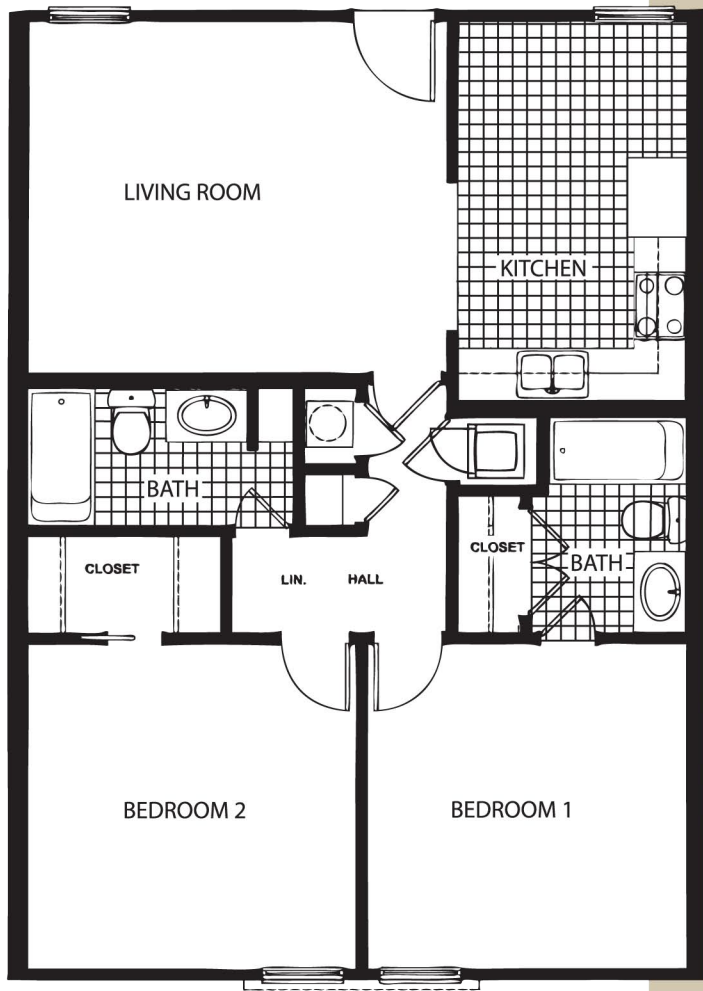 LIVING ROOM
KITCHEN
BATH
CLOSET
BATH
CLOSET
LIN.
HALL
BEDROOM 2
BEDROOM 1